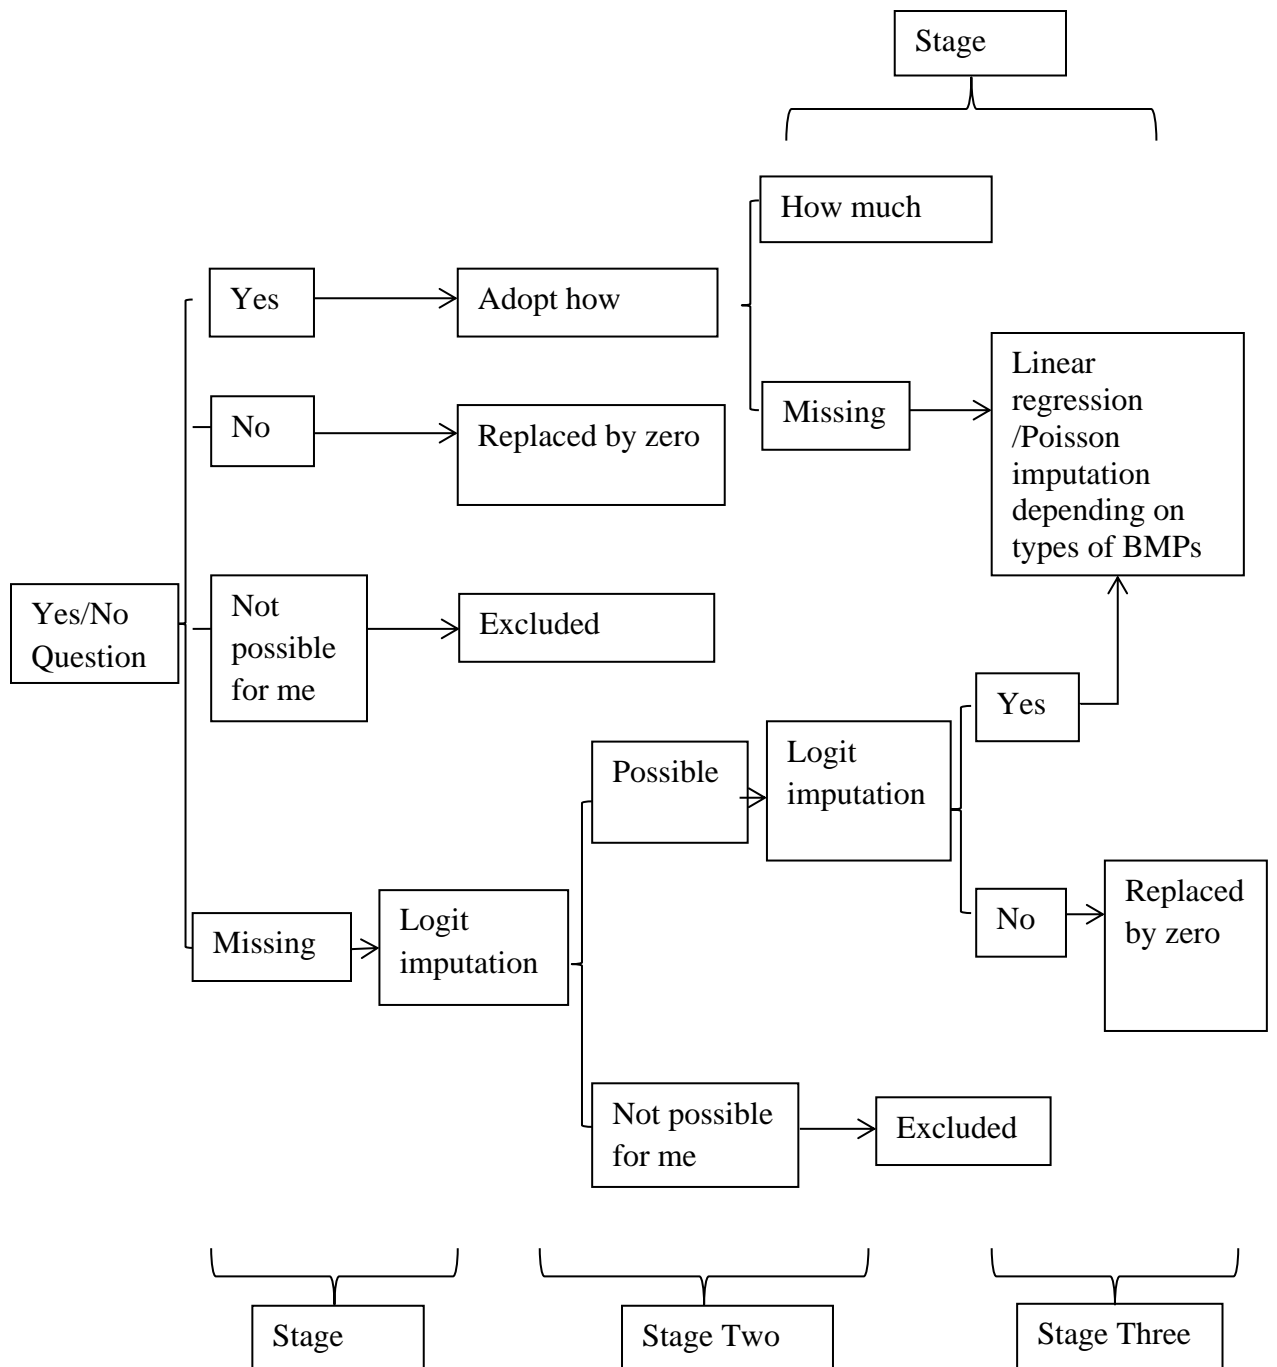 Stage
How much
Yes
Adopt how
Linear
regression
/Poisson
imputation
depending on
types of BMPs
Missing
No
Replaced by zero
Yes/No
Question
Not
possible
for me
Excluded
Yes
Possible
Logit
imputation
Missing
Logit
imputation
No
Replaced
by zero
Not possible
for me
Excluded
Stage
Stage Two
Stage Three